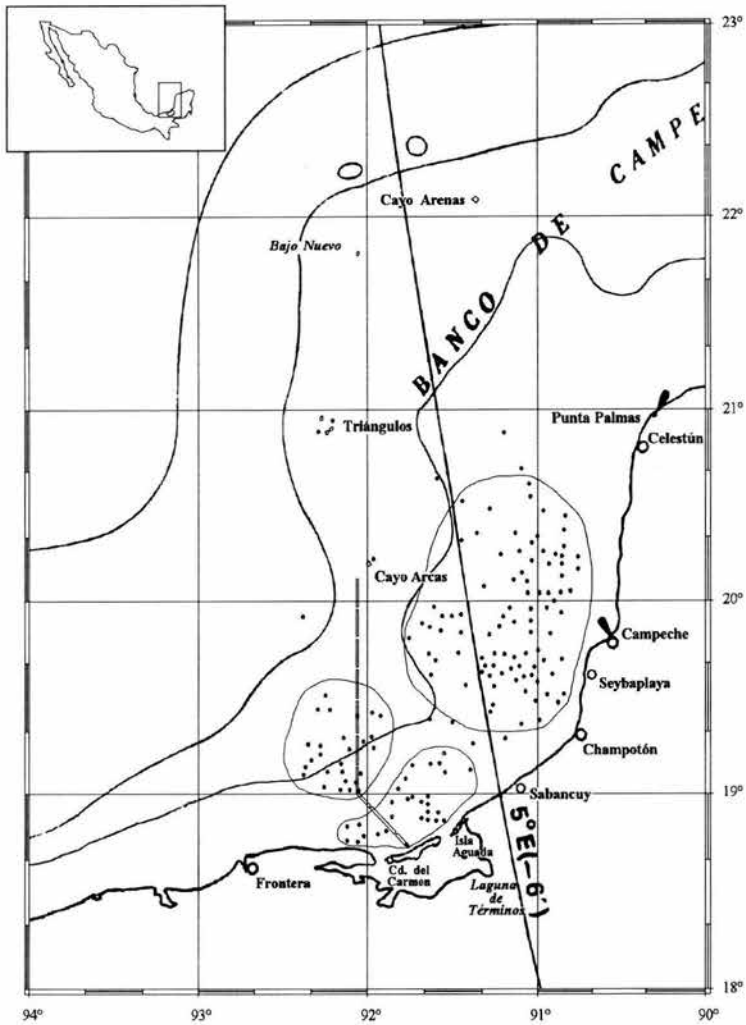 23°
CAMPE
Cayo Arenas
22°
Bajo Nuevo
BANCO DE
21°
Triángulos
Punta Palmas
Celestún
Cayo Arcas
20°
Campeche
Seybaplaya
Champotón
19°
Sabancuy
5°E(-6')
Isla
Aguada
Cd. del
Carmen
Frontera
Laguna
de
Términos
18°
94°
93°
92°
91°
90°